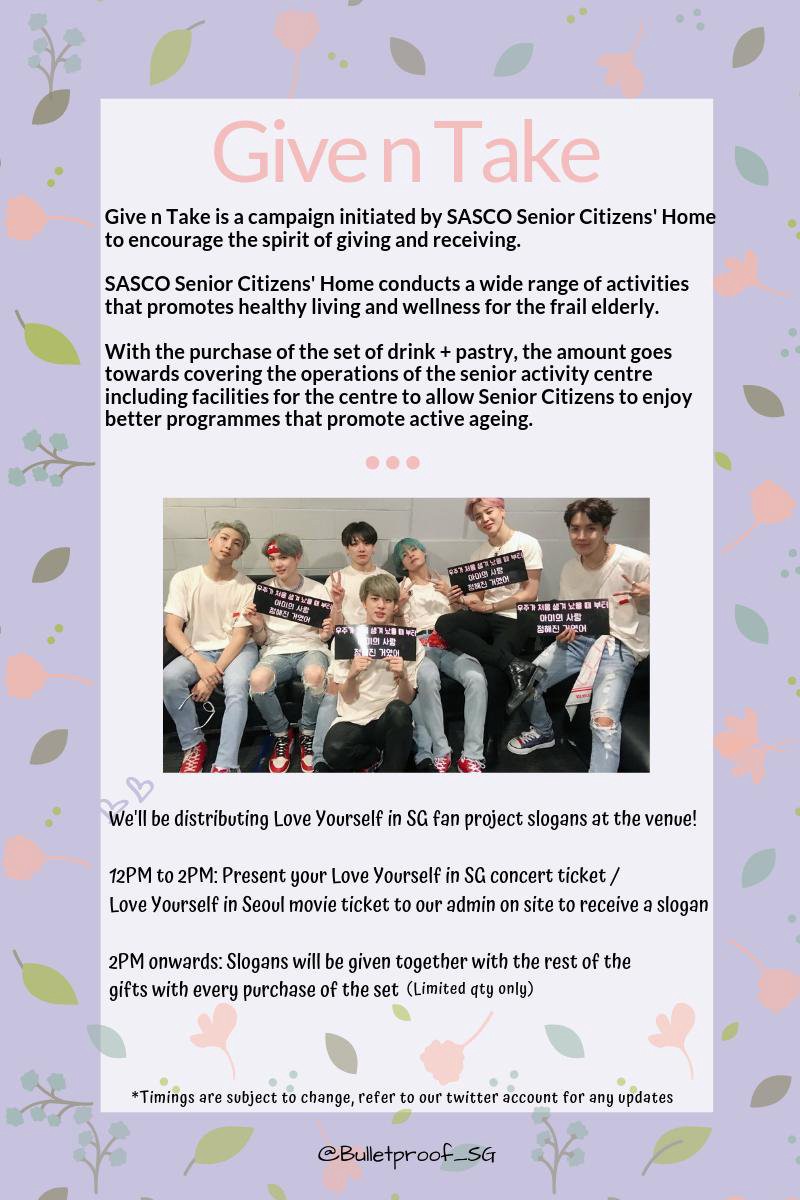 Give n Take
Give n Take is a campaign initiated by SASCO Senior Citizens' Home
to encourage the spirit of giving and receiving.
SASCO Senior Citizens' Home conducts a wide range of activities
that promotes healthy living and wellness for the frail elderly.
With the purchase of the set of drink + pastry, the amount goes
towards covering the operations of the senior activity centre
including facilities for the centre to allow Senior Citizens to enjoy
better programmes that promote active ageing.
우주가 처음 생겨 났을 때 부터
아미의 사랑
정해진 거였어
우주가 처음 생겨 났을 때 부터
아미의 사랑
정해진 거였어
우주가 처음 생겨 났을 때 부터
아미의 사랑
정해진 거였어
우주가 처음 생겨 났을 때 부터
사랑
정해진 거였어
We'll be distributing Love Yourself in SG fan project slogans at the venue!
12PM to 2PM: Present your Love Yourself in SG concert ticket /
Love Yourself in Seoul movie ticket to our admin on site to receive a slogan
2PM onwards: Slogans will be given together with the rest of the
gifts with every purchase of the set (Limited qty only)
*Timings are subject to change, refer to our twitter account for any updates
@Bulletproof_SG